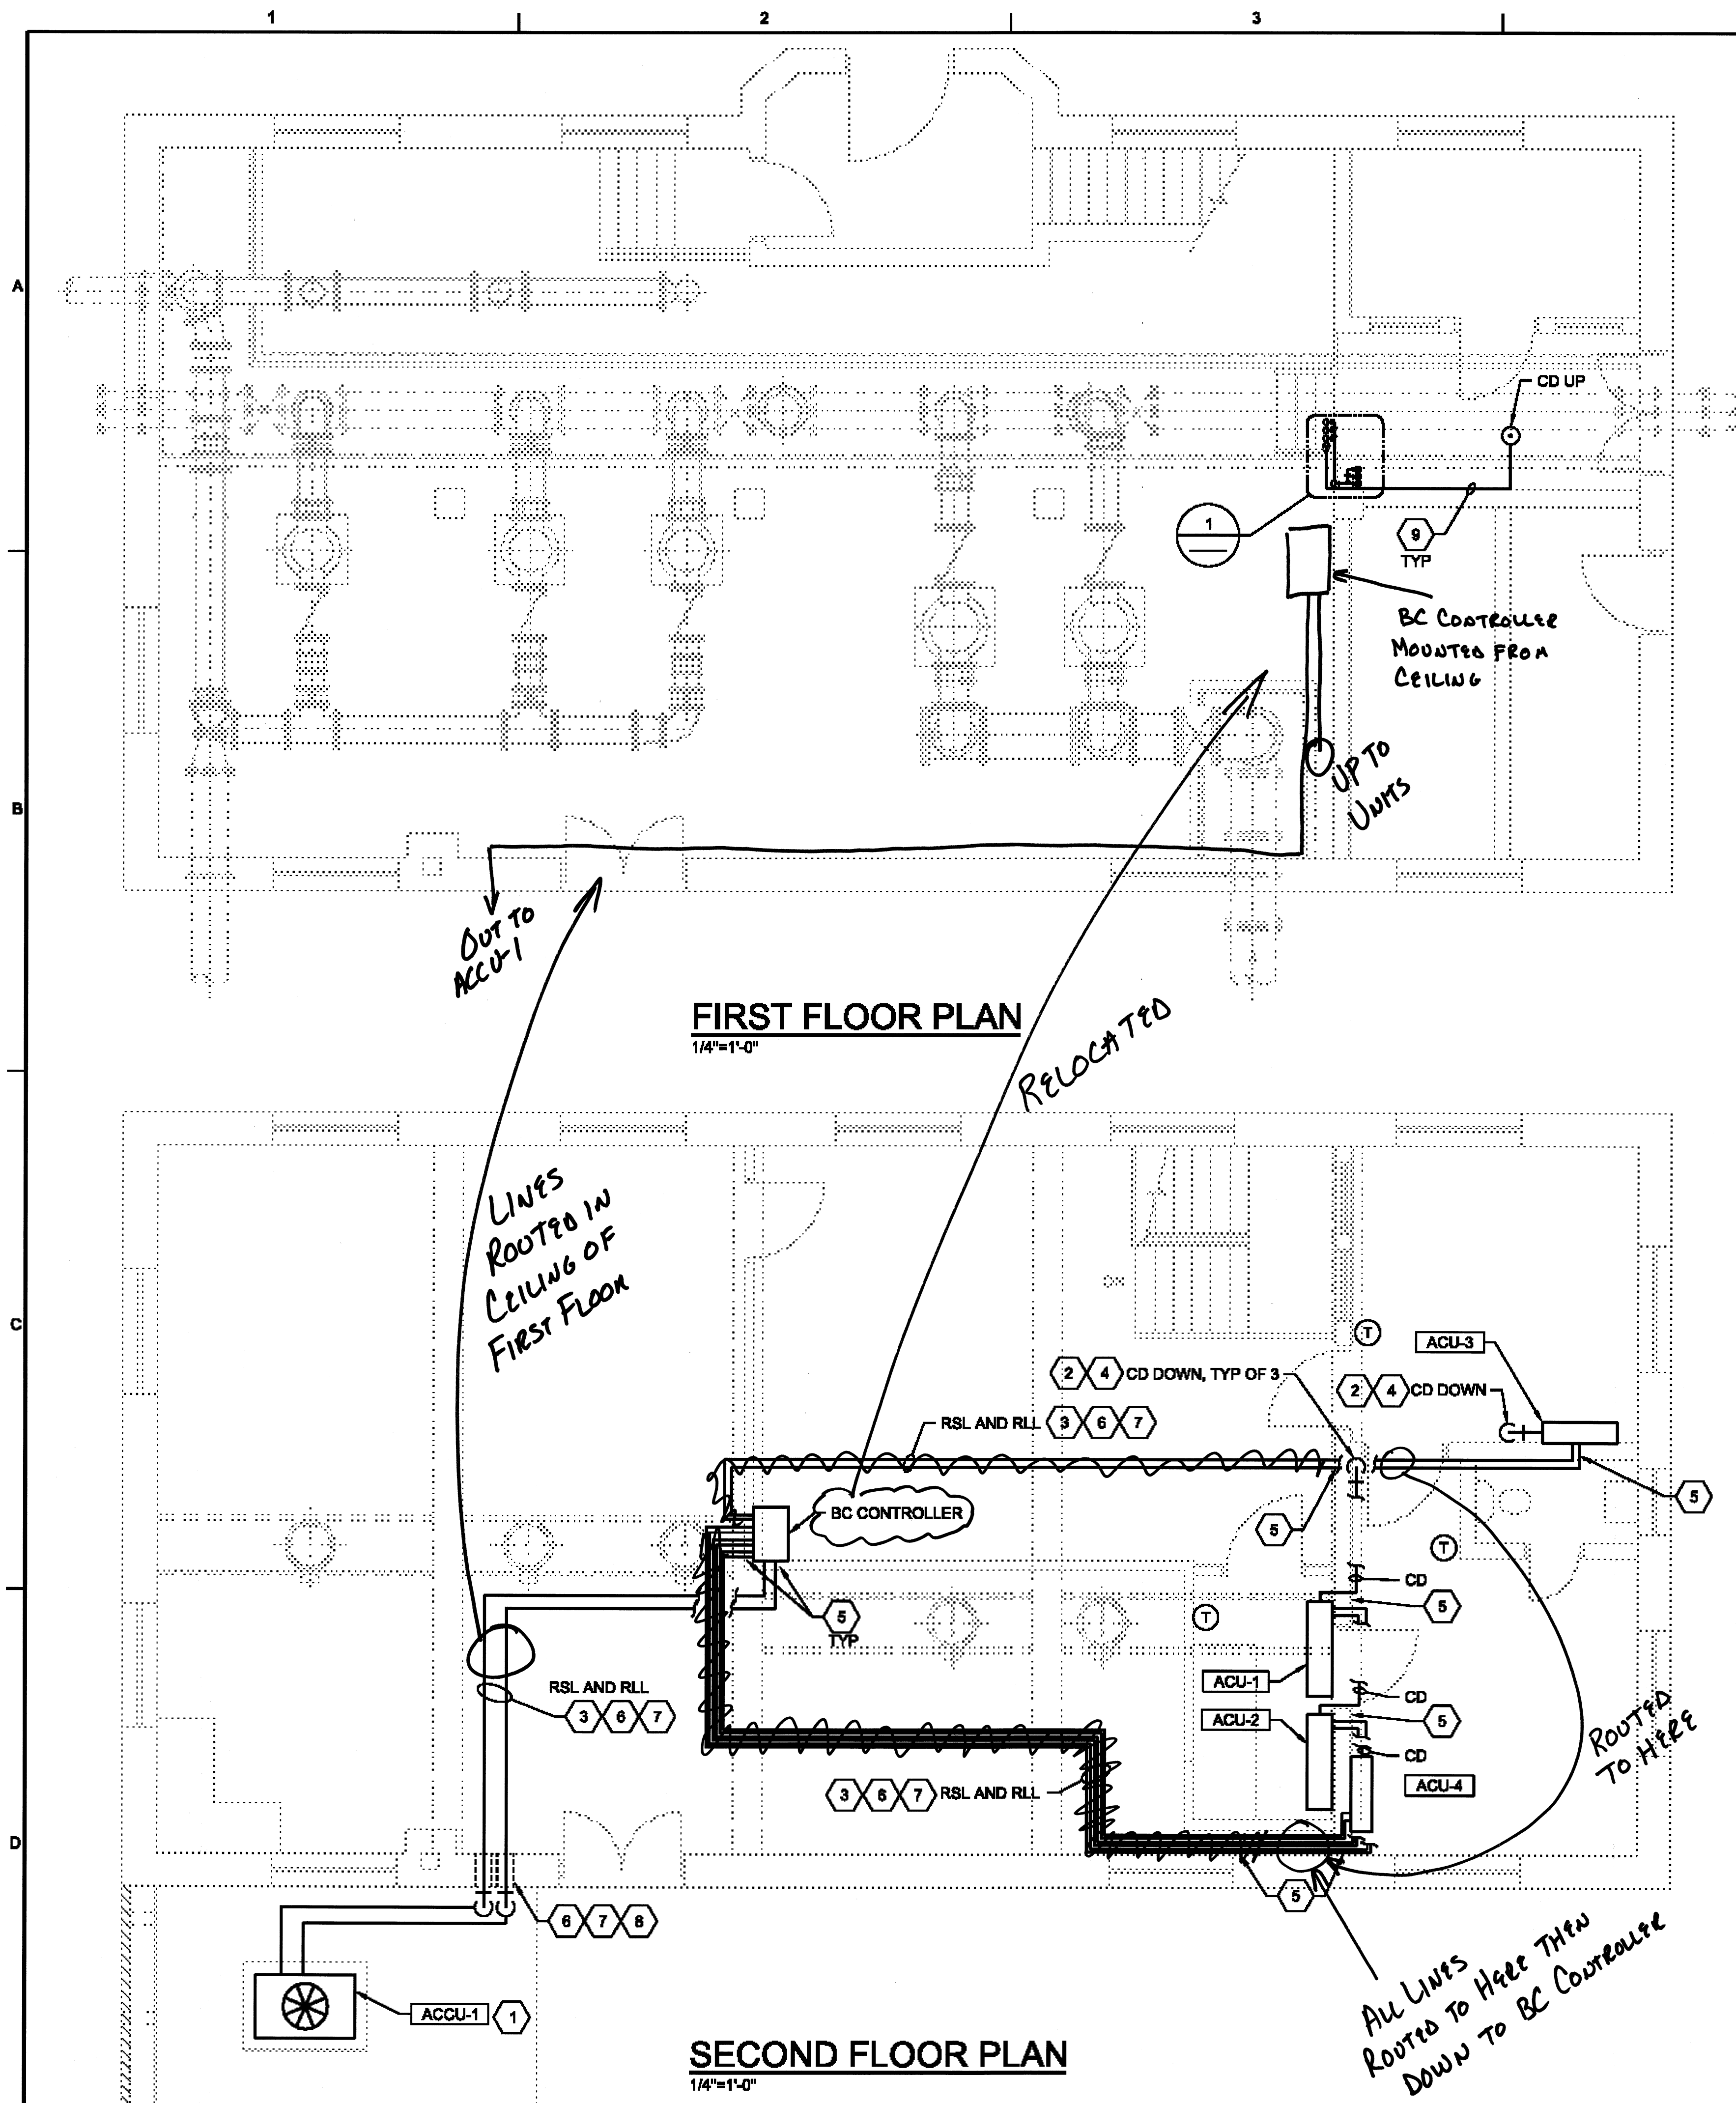 1
2
3
A
CD UP
1
9
TYP
BC CONTROLLER
MOUNTED FROM
CEILING
UP TO
UNITS
B
OUT TO
ACCU-1
FIRST FLOOR PLAN
1/4"=1'-0"
RELOCATED
LINES
ROUTED IN
CEILING OF
FIRST FLOOR
C
T
ACU-3
2 4 CD DOWN, TYP OF 3
2 4 CD DOWN
RSL AND RLL 3 6 7
BC CONTROLLER
5
5
T
CD
5
5
TYP
T
ACU-1
CD
RSL AND RLL
3 6 7
ACU-2
5
CD
ROUTED
TO HERE
ACU-4
3 6 7 RSL AND RLL
D
5
6 7 8
ACCU-1 1
ALL LINES
ROUTED TO HERE THEN
DOWN TO BC CONTROLLER
SECOND FLOOR PLAN
1/4"=1'-0"